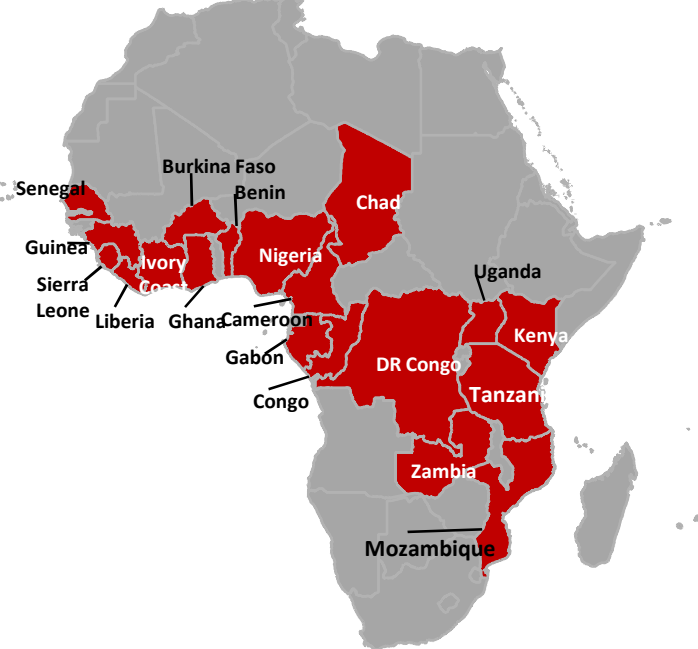 Burkina Faso
Senegal
Benin
Chad
Guinea
Nigeria
Ivory
Coast
Sierra
Leone
Uganda
Liberia
Ghana
Cameroon
Kenya
Gabon
DR Congo
Congo
Tanzan
Zambia
Mozambique